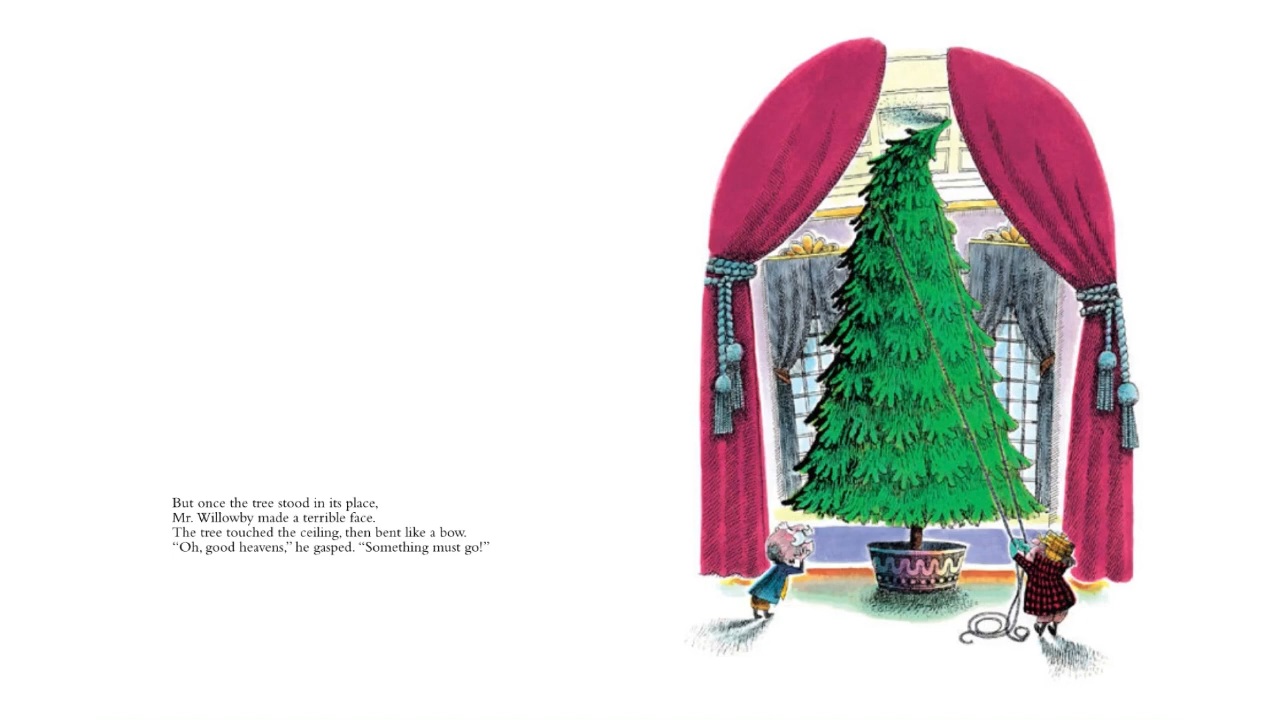 But once the tree stood in its place,
Mr. Willowby made a terrible face.
The tree touched the ceiling, then bent like a bow.
“Oh, good heavens,” he gasped. “Something must go!”